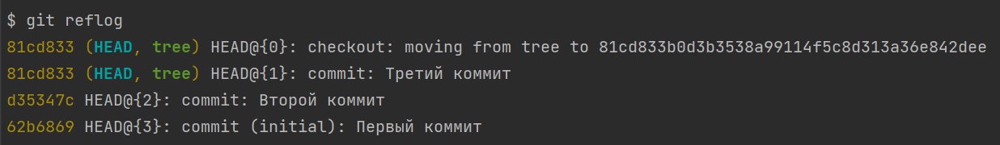 $ git reflog
81cd833 (HEAD, tree) HEAD@{0}: checkout: moving from tree to 81cd833b0d3b3538a99114f5c8d313a36e842dee
81cd833 (HEAD, tree) HEAD@{1}: commit: Третий коммит
d35347c HEAD@{2}: commit: Второй коммит
62b6869 HEAD@{3}: commit (initial): Первый коммит